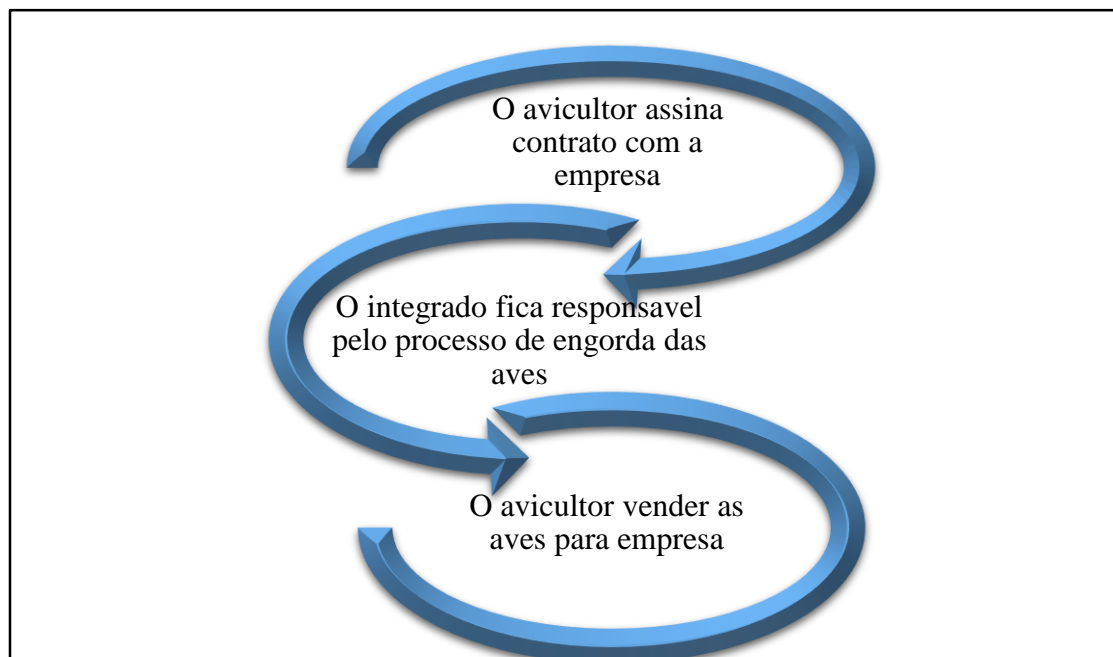 O avicultor assina
contrato com a
empresa
O integrado fica responsavel
pelo processo de engorda das
aves
O avicultor vender as
aves para empresa